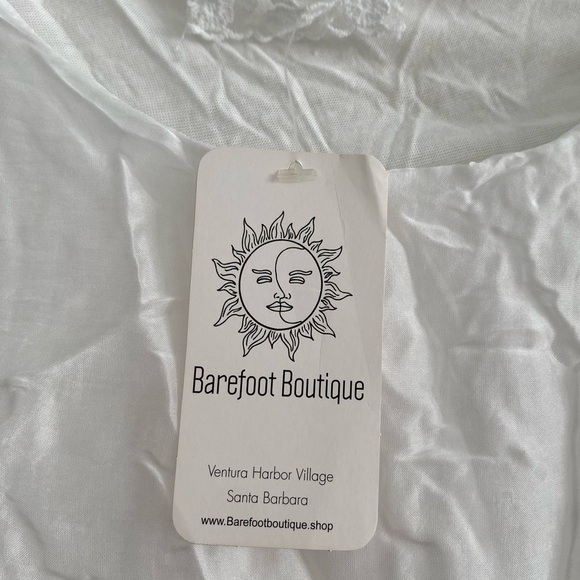 Barefoot Boutique
Ventura Harbor Village
Santa Barbara
www.Barefootboutique.shop